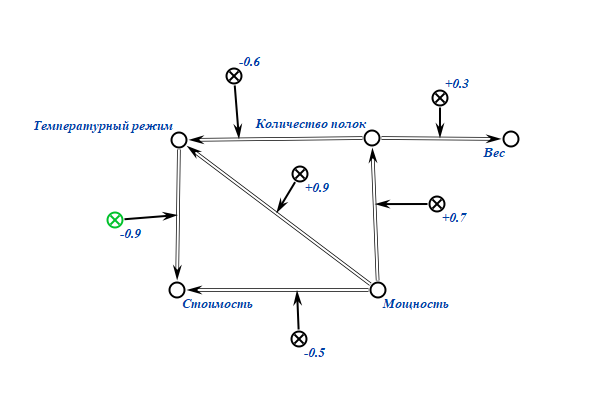 -0.6
+0.3
Температурный режим
Количество полок
Вес
+0.9
+0.7
-0.9
Стоимость
Мощность
-0.5